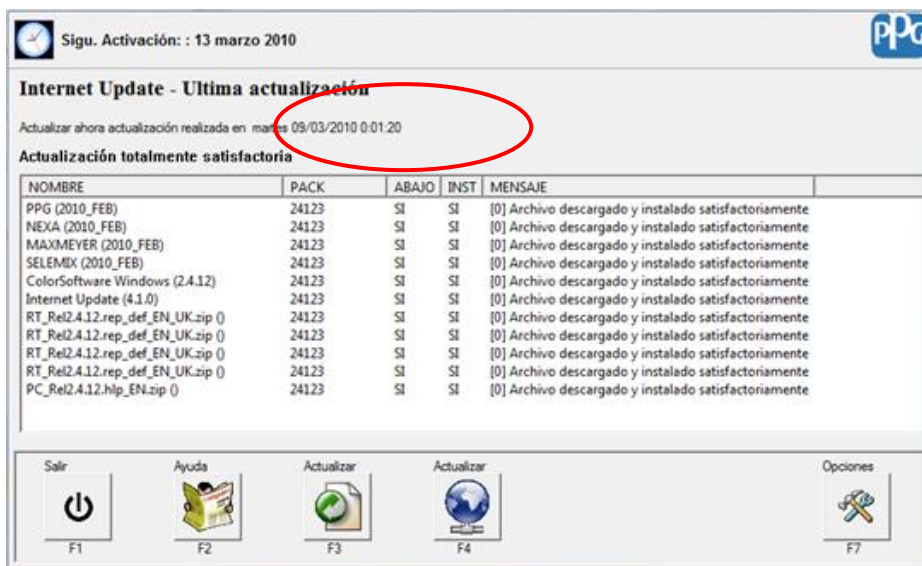 Sigu. Activación: : 13 marzo 2010
PPG
Internet Update - Ultima actualización
Actualizar ahora actualización realizada en martes 09/03/2010 0:01:20
Actualización totalmente satisfactoria
NOMBRE PACK ABAJO INST MENSAJE
PPG (2010_FEB) 24123 SI SI [0] Archivo descargado y instalado satisfactoriamente
NEXA (2010_FEB) 24123 SI SI [0] Archivo descargado y instalado satisfactoriamente
MAXMEYER (2010_FEB) 24123 SI SI [0] Archivo descargado y instalado satisfactoriamente
SELEMIX (2010_FEB) 24123 SI SI [0] Archivo descargado y instalado satisfactoriamente
ColorSoftware Windows (2.4.12) 24123 SI SI [0] Archivo descargado y instalado satisfactoriamente
Internet Update (4.1.0) 24123 SI SI [0] Archivo descargado y instalado satisfactoriamente
RT_Rel2.4.12.rep_def_EN_UK.zip () 24123 SI SI [0] Archivo descargado y instalado satisfactoriamente
RT_Rel2.4.12.rep_def_EN_UK.zip () 24123 SI SI [0] Archivo descargado y instalado satisfactoriamente
RT_Rel2.4.12.rep_def_EN_UK.zip () 24123 SI SI [0] Archivo descargado y instalado satisfactoriamente
RT_Rel2.4.12.rep_def_EN_UK.zip () 24123 SI SI [0] Archivo descargado y instalado satisfactoriamente
PC_Rel2.4.12.hlp_EN.zip () 24123 SI SI [0] Archivo descargado y instalado satisfactoriamente
Salir Ayuda Actualizar Actualizar Opciones
F1 F2 F3 F4 F7